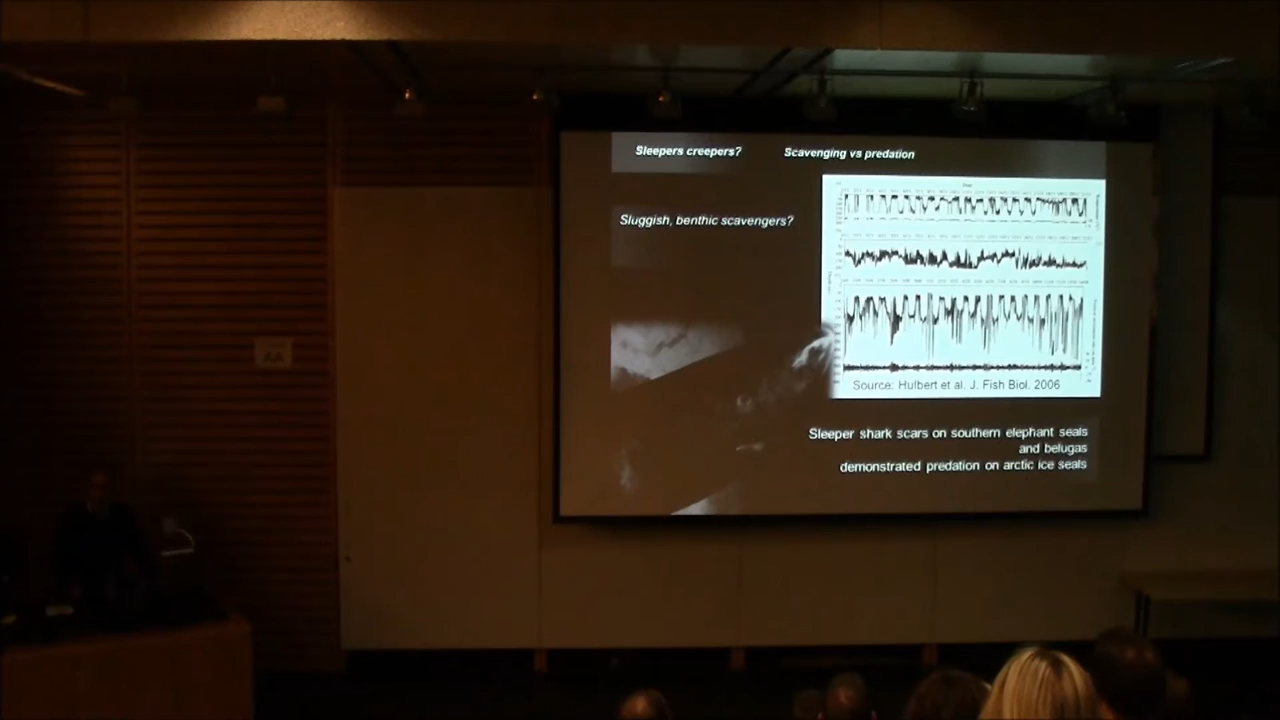 Sleepers creepers?
Scavenging vs predation
Sluggish, benthic scavengers?
Source: Hulbert et al. J. Fish Biol. 2006
Sleeper shark scars on southern elephant seals
and belugas
demonstrated predation on arctic ice seals